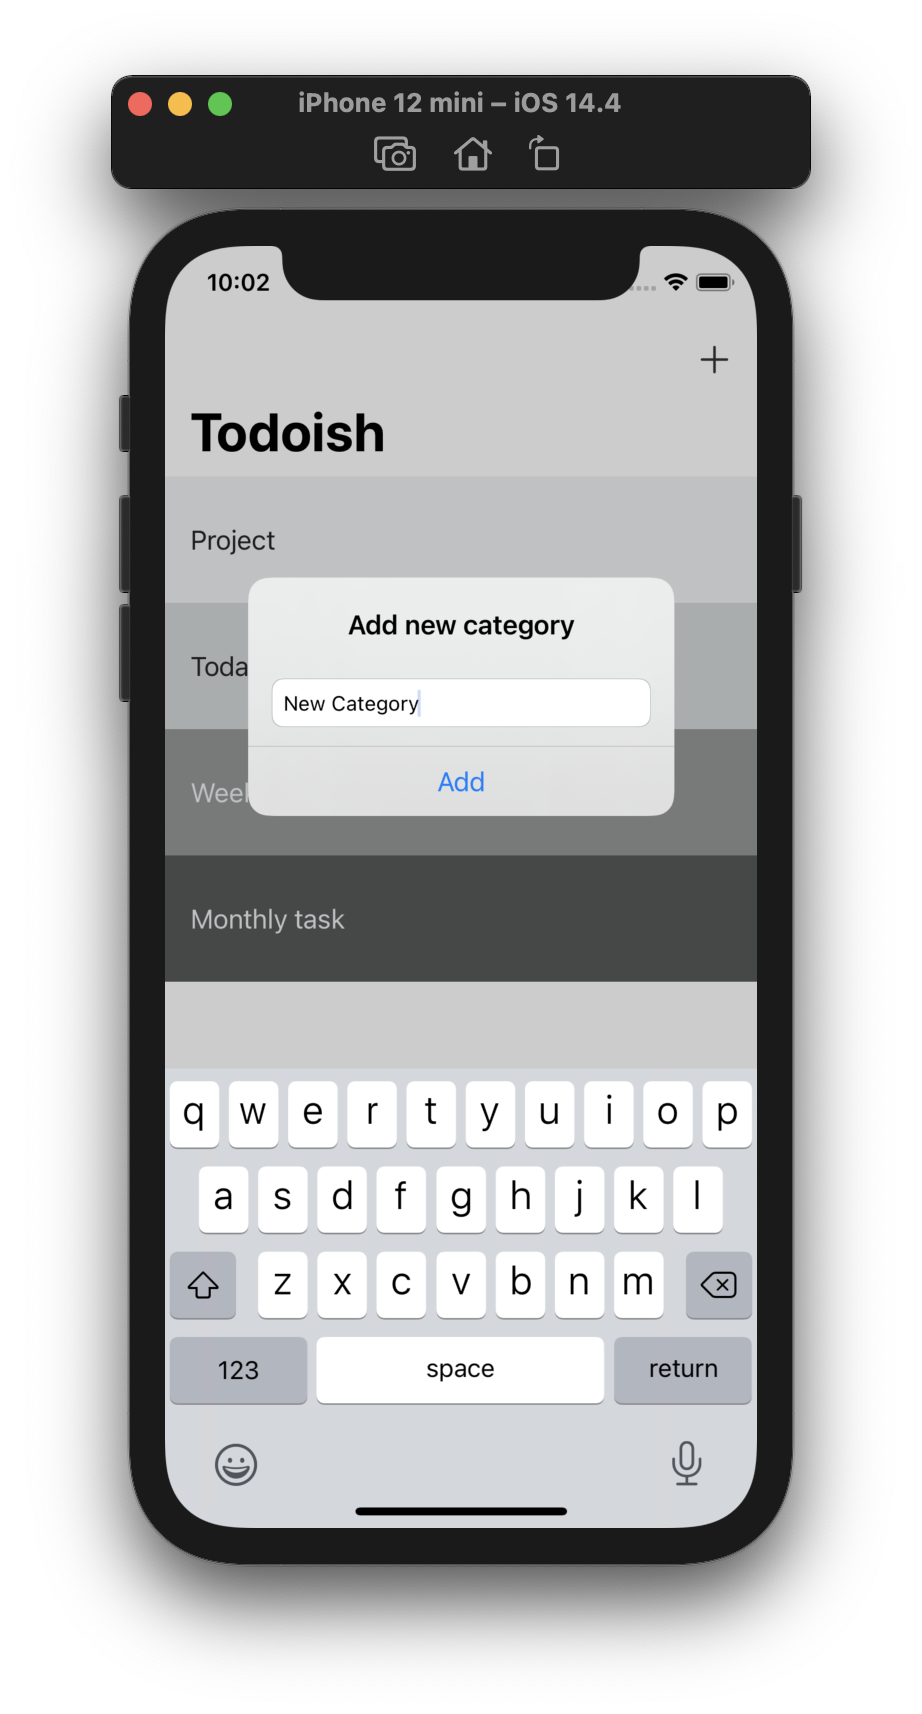 iPhone 12 mini – iOS 14.4
10:02
Todoish
Project
Add new category
Toda
New Category
Add
Week
Monthly task
q w e r t y u i o p
a s d f g h j k l
z x c v b n m
123 space return